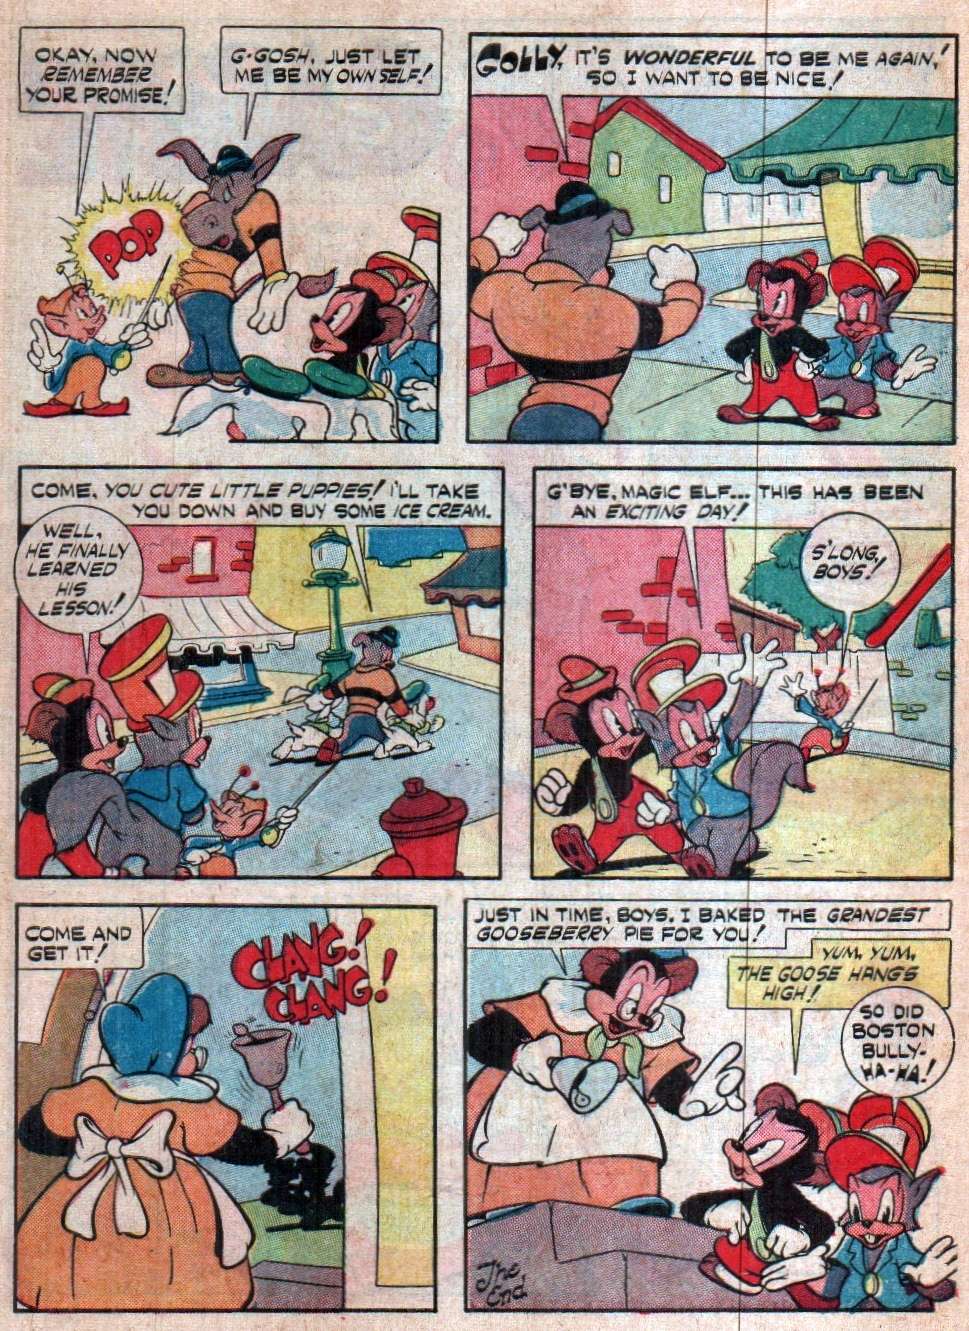 OKAY, NOW
REMEMBER
YOUR PROMISE!
G-GOSH, JUST LET
ME BE MY OWN SELF!
POP
GOLLY, IT'S WONDERFUL TO BE ME AGAIN,
SO I WANT TO BE NICE!
COME, YOU CUTE LITTLE PUPPIES! I'LL TAKE
YOU DOWN AND BUY SOME ICE CREAM.
WELL,
HE FINALLY
LEARNED
HIS
LESSON!
G'BYE, MAGIC ELF... THIS HAS BEEN
AN EXCITING DAY!
S'LONG,
BOYS!
COME AND
GET IT!
CLANG!
CLANG!
JUST IN TIME, BOYS. I BAKED THE GRANDEST
GOOSEBERRY PIE FOR YOU!
YUM, YUM,
THE GOOSE HANGS
HIGH!
SO DID
BOSTON
BULLY-
HA-HA!
The
End